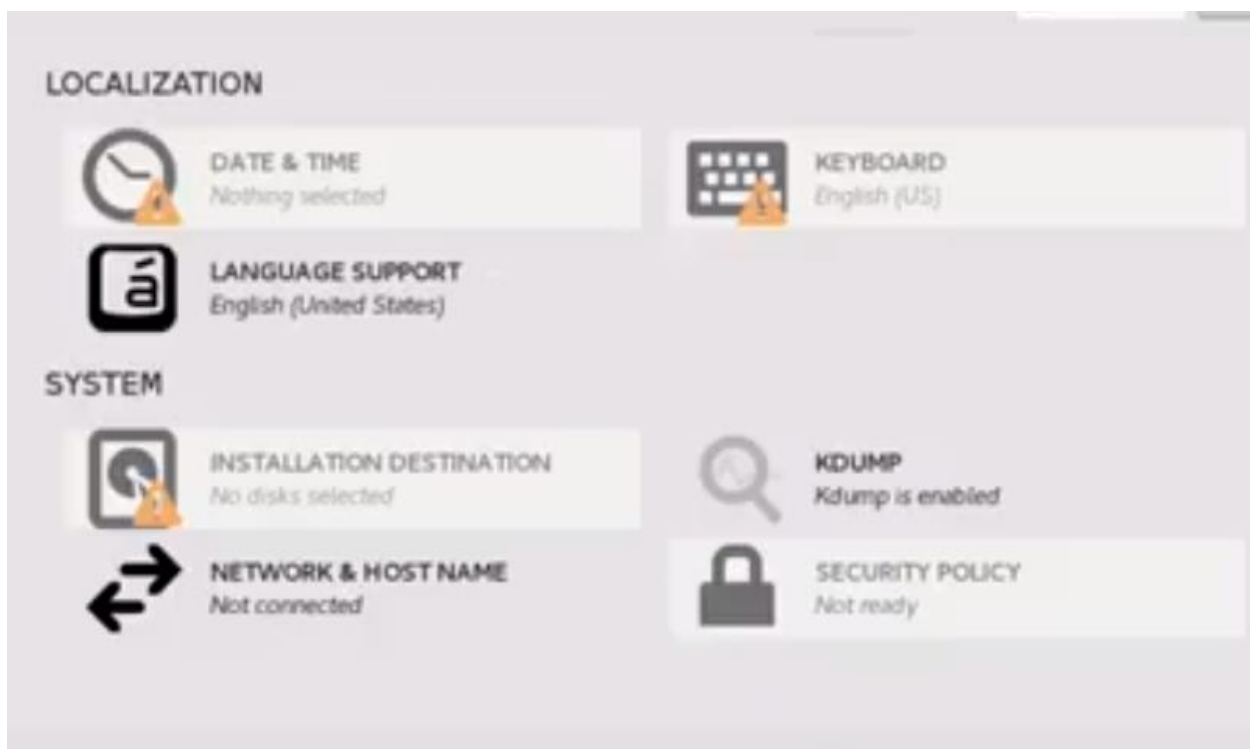 LOCALIZATION
DATE & TIME
Nothing selected
KEYBOARD
English (US)
LANGUAGE SUPPORT
English (United States)
SYSTEM
INSTALLATION DESTINATION
No disks selected
KDUMP
Kdump is enabled
NETWORK & HOST NAME
Not connected
SECURITY POLICY
Not ready